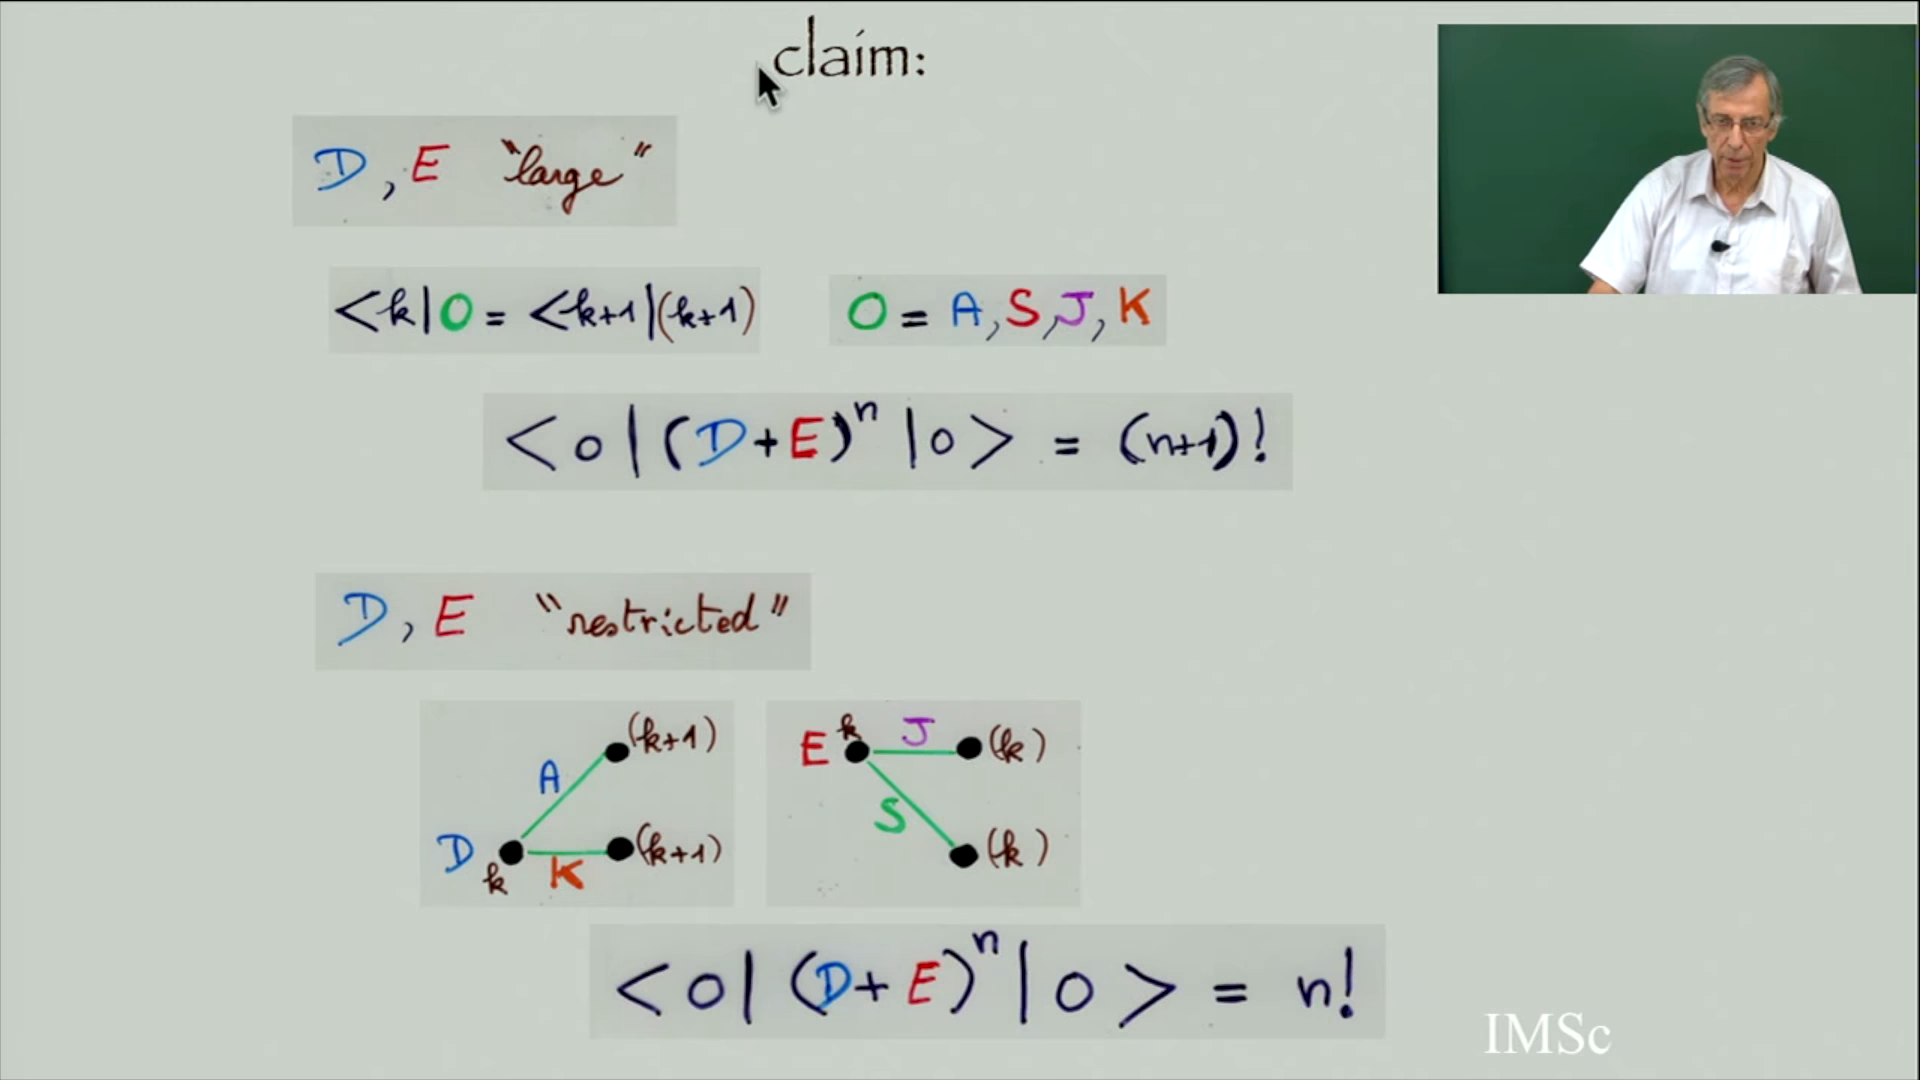 claim:
D, E "large"
<k|O = <k+1|(k+1)  O = A, S, J, K
<0|(D+E)ⁿ|0> = (n+1)!
D, E "restricted"
D k A (k+1) K (k+1)
E k J (k) S (k)
<0|(D+E)ⁿ|0> = n!
IMSc